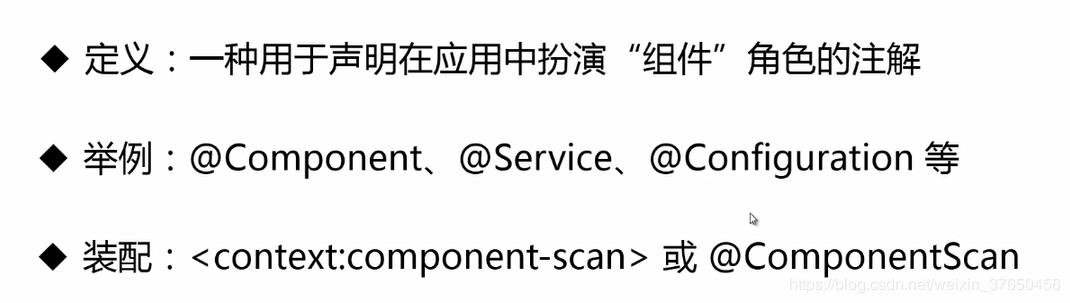 ◆ 定义：一种用于声明在应用中扮演“组件”角色的注解
◆ 举例：@Component、@Service、@Configuration 等
◆ 装配：<context:component-scan> 或 @ComponentScan
https://blog.csdn.net/weixin_37650458